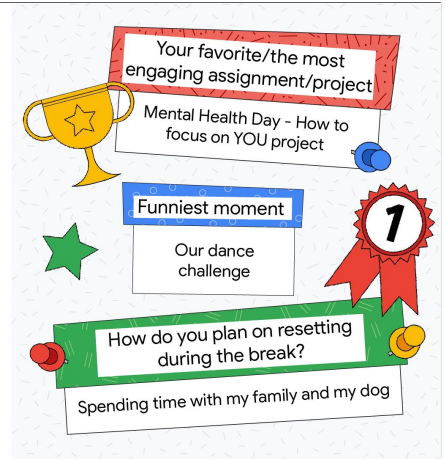 Your favorite/the most
engaging assignment/project
Mental Health Day - How to
focus on YOU project
Funniest moment
Our dance
challenge
1
How do you plan on resetting
during the break?
Spending time with my family and my dog